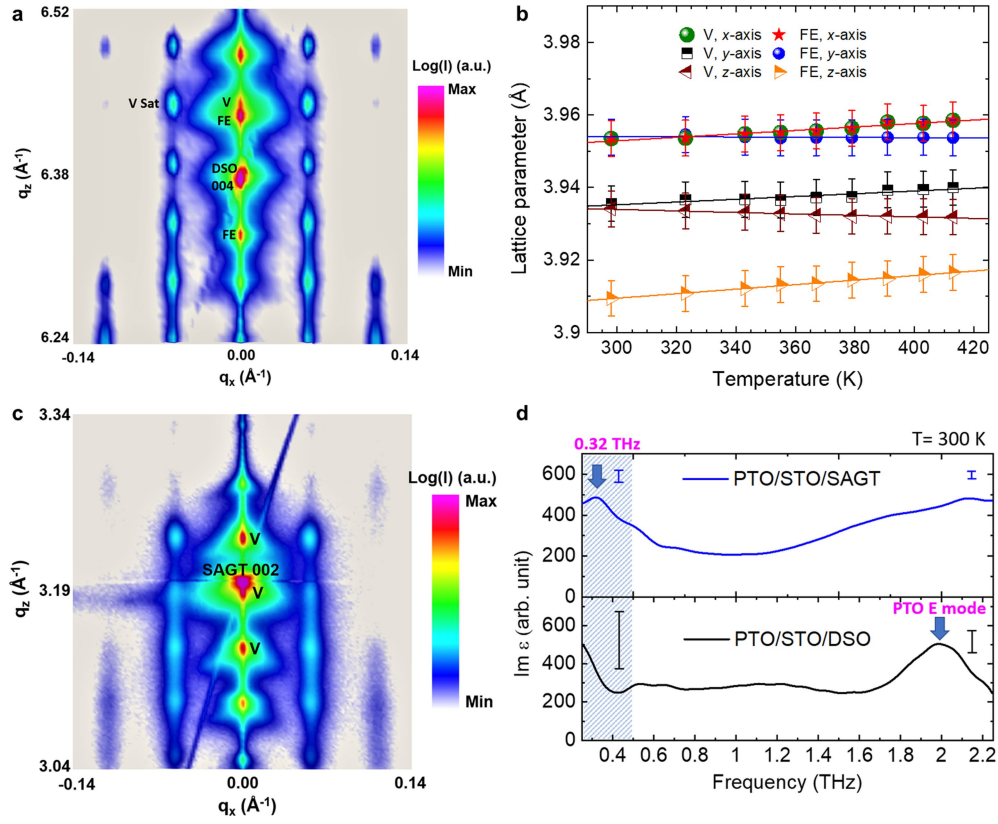 a
6.52
6.38
6.24
q_z (Å⁻¹)
V Sat
V
FE
DSO
004
FE
-0.14
0.00
0.14
q_x (Å⁻¹)
Log(I) (a.u.)
Max
Min
b
3.98
3.96
3.94
3.92
3.9
Lattice parameter (Å)
V, x-axis
FE, x-axis
V, y-axis
FE, y-axis
V, z-axis
FE, z-axis
300
320
340
360
380
400
420
Temperature (K)
c
3.34
3.19
3.04
q_z (Å⁻¹)
V
SAGT 002
V
V
-0.14
0.00
0.14
q_x (Å⁻¹)
Log(I) (a.u.)
Max
Min
d
0.32 THz
T= 300 K
600
400
200
0
PTO/STO/SAGT
Im ε (arb. unit)
PTO E mode
600
400
200
0
PTO/STO/DSO
0.4
0.6
0.8
1
1.2
1.4
1.6
1.8
2
2.2
Frequency (THz)